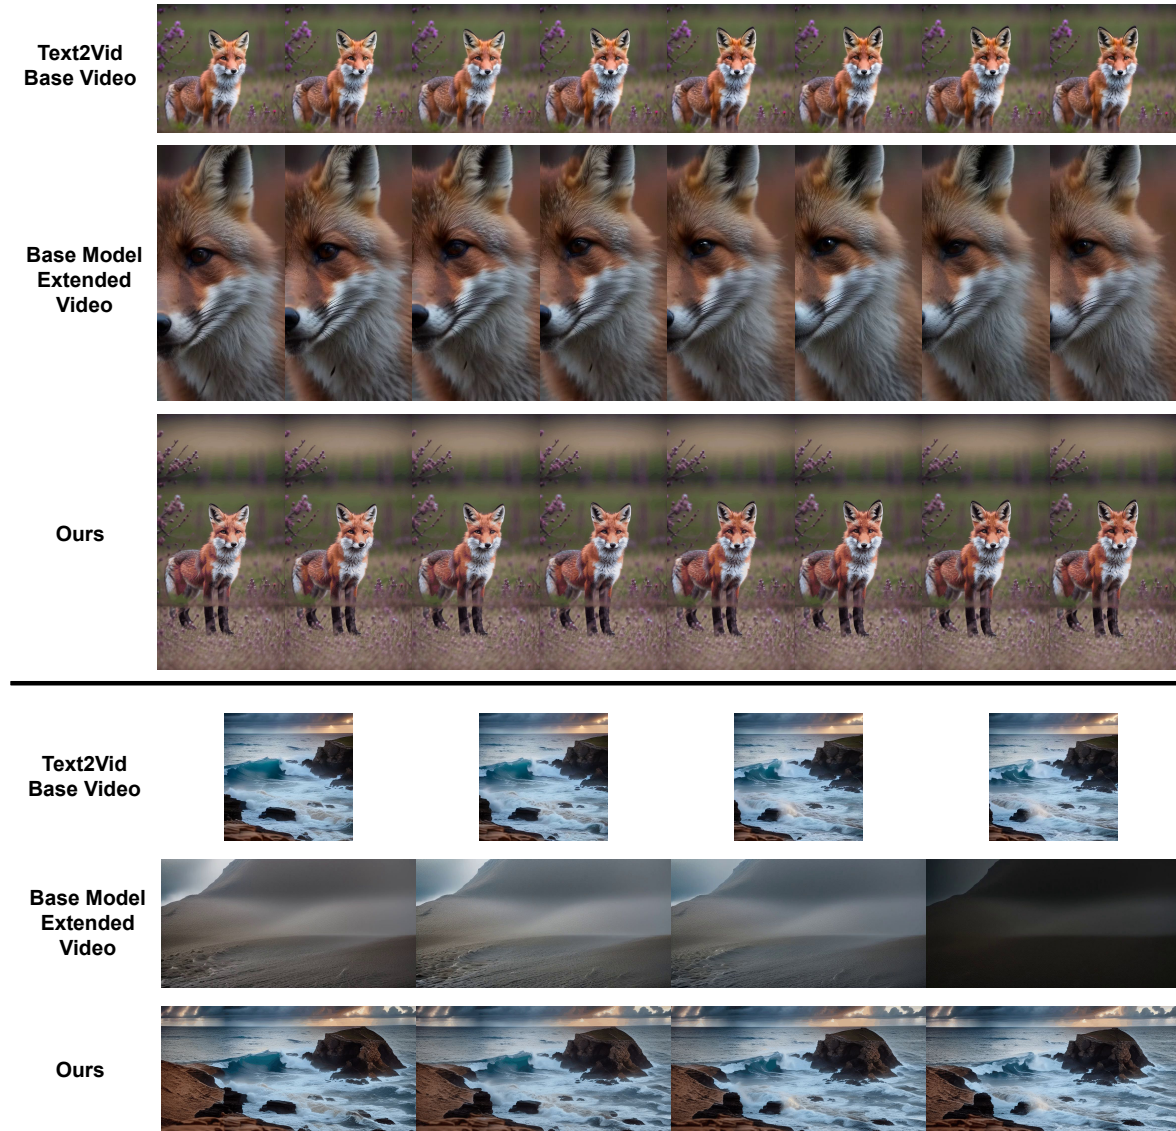 Text2Vid
Base Video
Base Model
Extended
Video
Ours
Text2Vid
Base Video
Base Model
Extended
Video
Ours